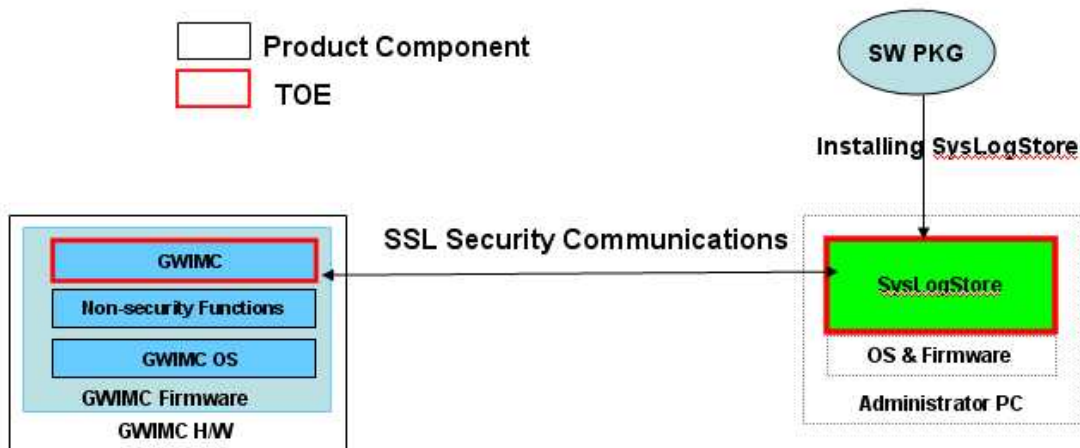 Product Component
TOE
SW PKG
Installing SysLogStore
SSL Security Communications
GWIMC
Non-security Functions
GWIMC OS
GWIMC Firmware
GWIMC H/W
SysLogStore
OS & Firmware
Administrator PC